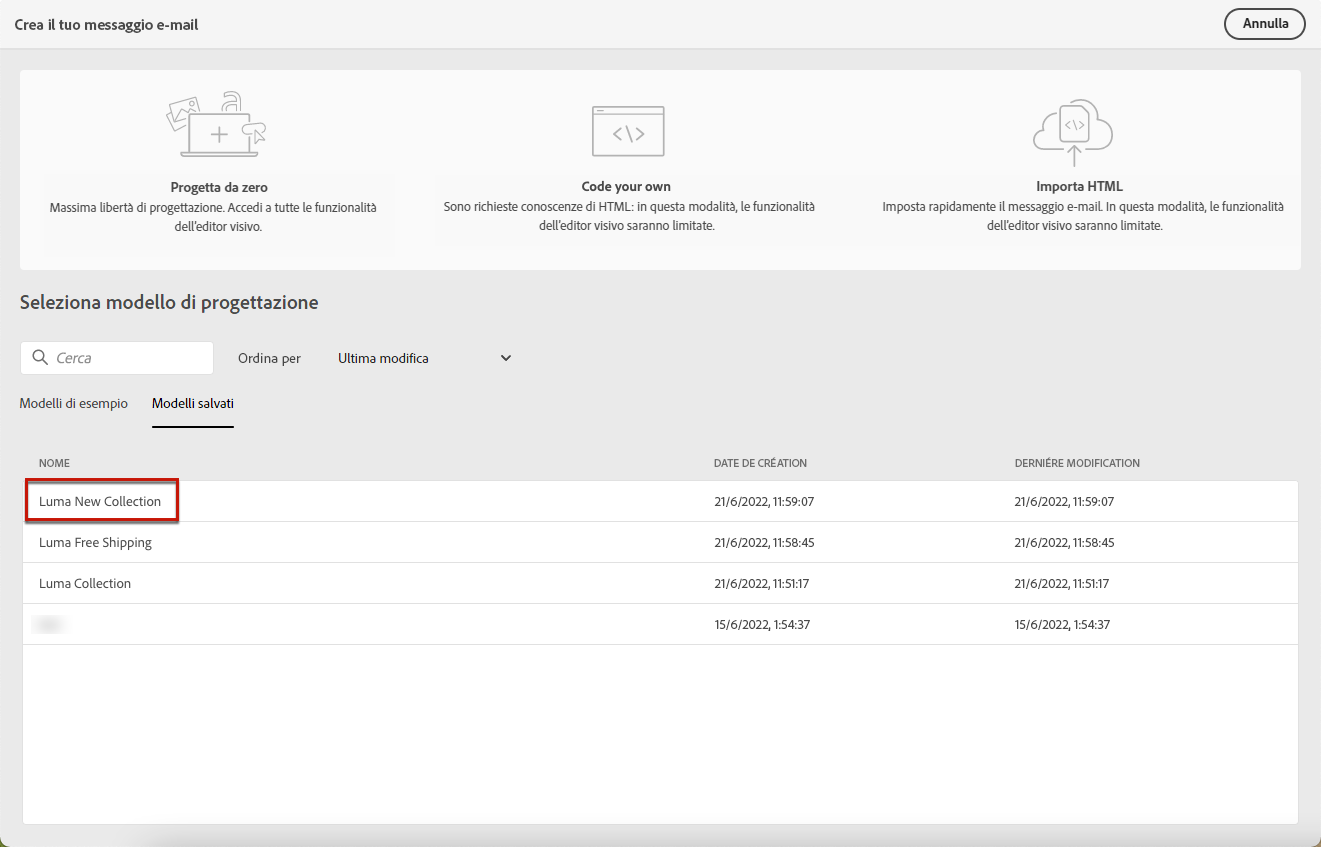 Crea il tuo messaggio e-mail
Annulla
Progetta da zero
Massima libertà di progettazione. Accedi a tutte le funzionalità
dell'editor visivo.
Code your own
Sono richieste conoscenze di HTML: in questa modalità, le funzionalità
dell'editor visivo saranno limitate.
Importa HTML
Imposta rapidamente il messaggio e-mail. In questa modalità, le funzionalità
dell'editor visivo saranno limitate.
Seleziona modello di progettazione
Cerca
Ordina per
Ultima modifica
Modelli di esempio
Modelli salvati
NOME
DATE DE CRÉATION
DERNIÉRE MODIFICATION
Luma New Collection
21/6/2022, 11:59:07
21/6/2022, 11:59:07
Luma Free Shipping
21/6/2022, 11:58:45
21/6/2022, 11:58:45
Luma Collection
21/6/2022, 11:51:17
21/6/2022, 11:51:17
15/6/2022, 1:54:37
15/6/2022, 1:54:37